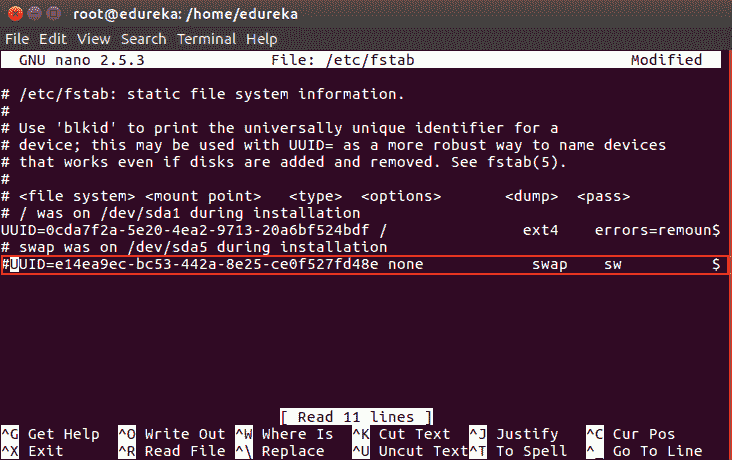 root@edureka: /home/edureka
File Edit View Search Terminal Help
GNU nano 2.5.3 File: /etc/fstab Modified
# /etc/fstab: static file system information.
#
# Use 'blkid' to print the universally unique identifier for a
# device; this may be used with UUID= as a more robust way to name devices
# that works even if disks are added and removed. See fstab(5).
#
# <file system> <mount point> <type> <options> <dump> <pass>
# / was on /dev/sda1 during installation
UUID=0cda7f2a-5e20-4ea2-9713-20a6bf524bdf / ext4 errors=remoun$
# swap was on /dev/sda5 during installation
#UUID=e14ea9ec-bc53-442a-8e25-ce0f527fd48e none swap sw $
[ Read 11 lines ]
^G Get Help ^O Write Out ^W Where Is ^K Cut Text ^J Justify ^C Cur Pos
^X Exit ^R Read File ^\ Replace ^U Uncut Text ^T To Spell ^_ Go To Line